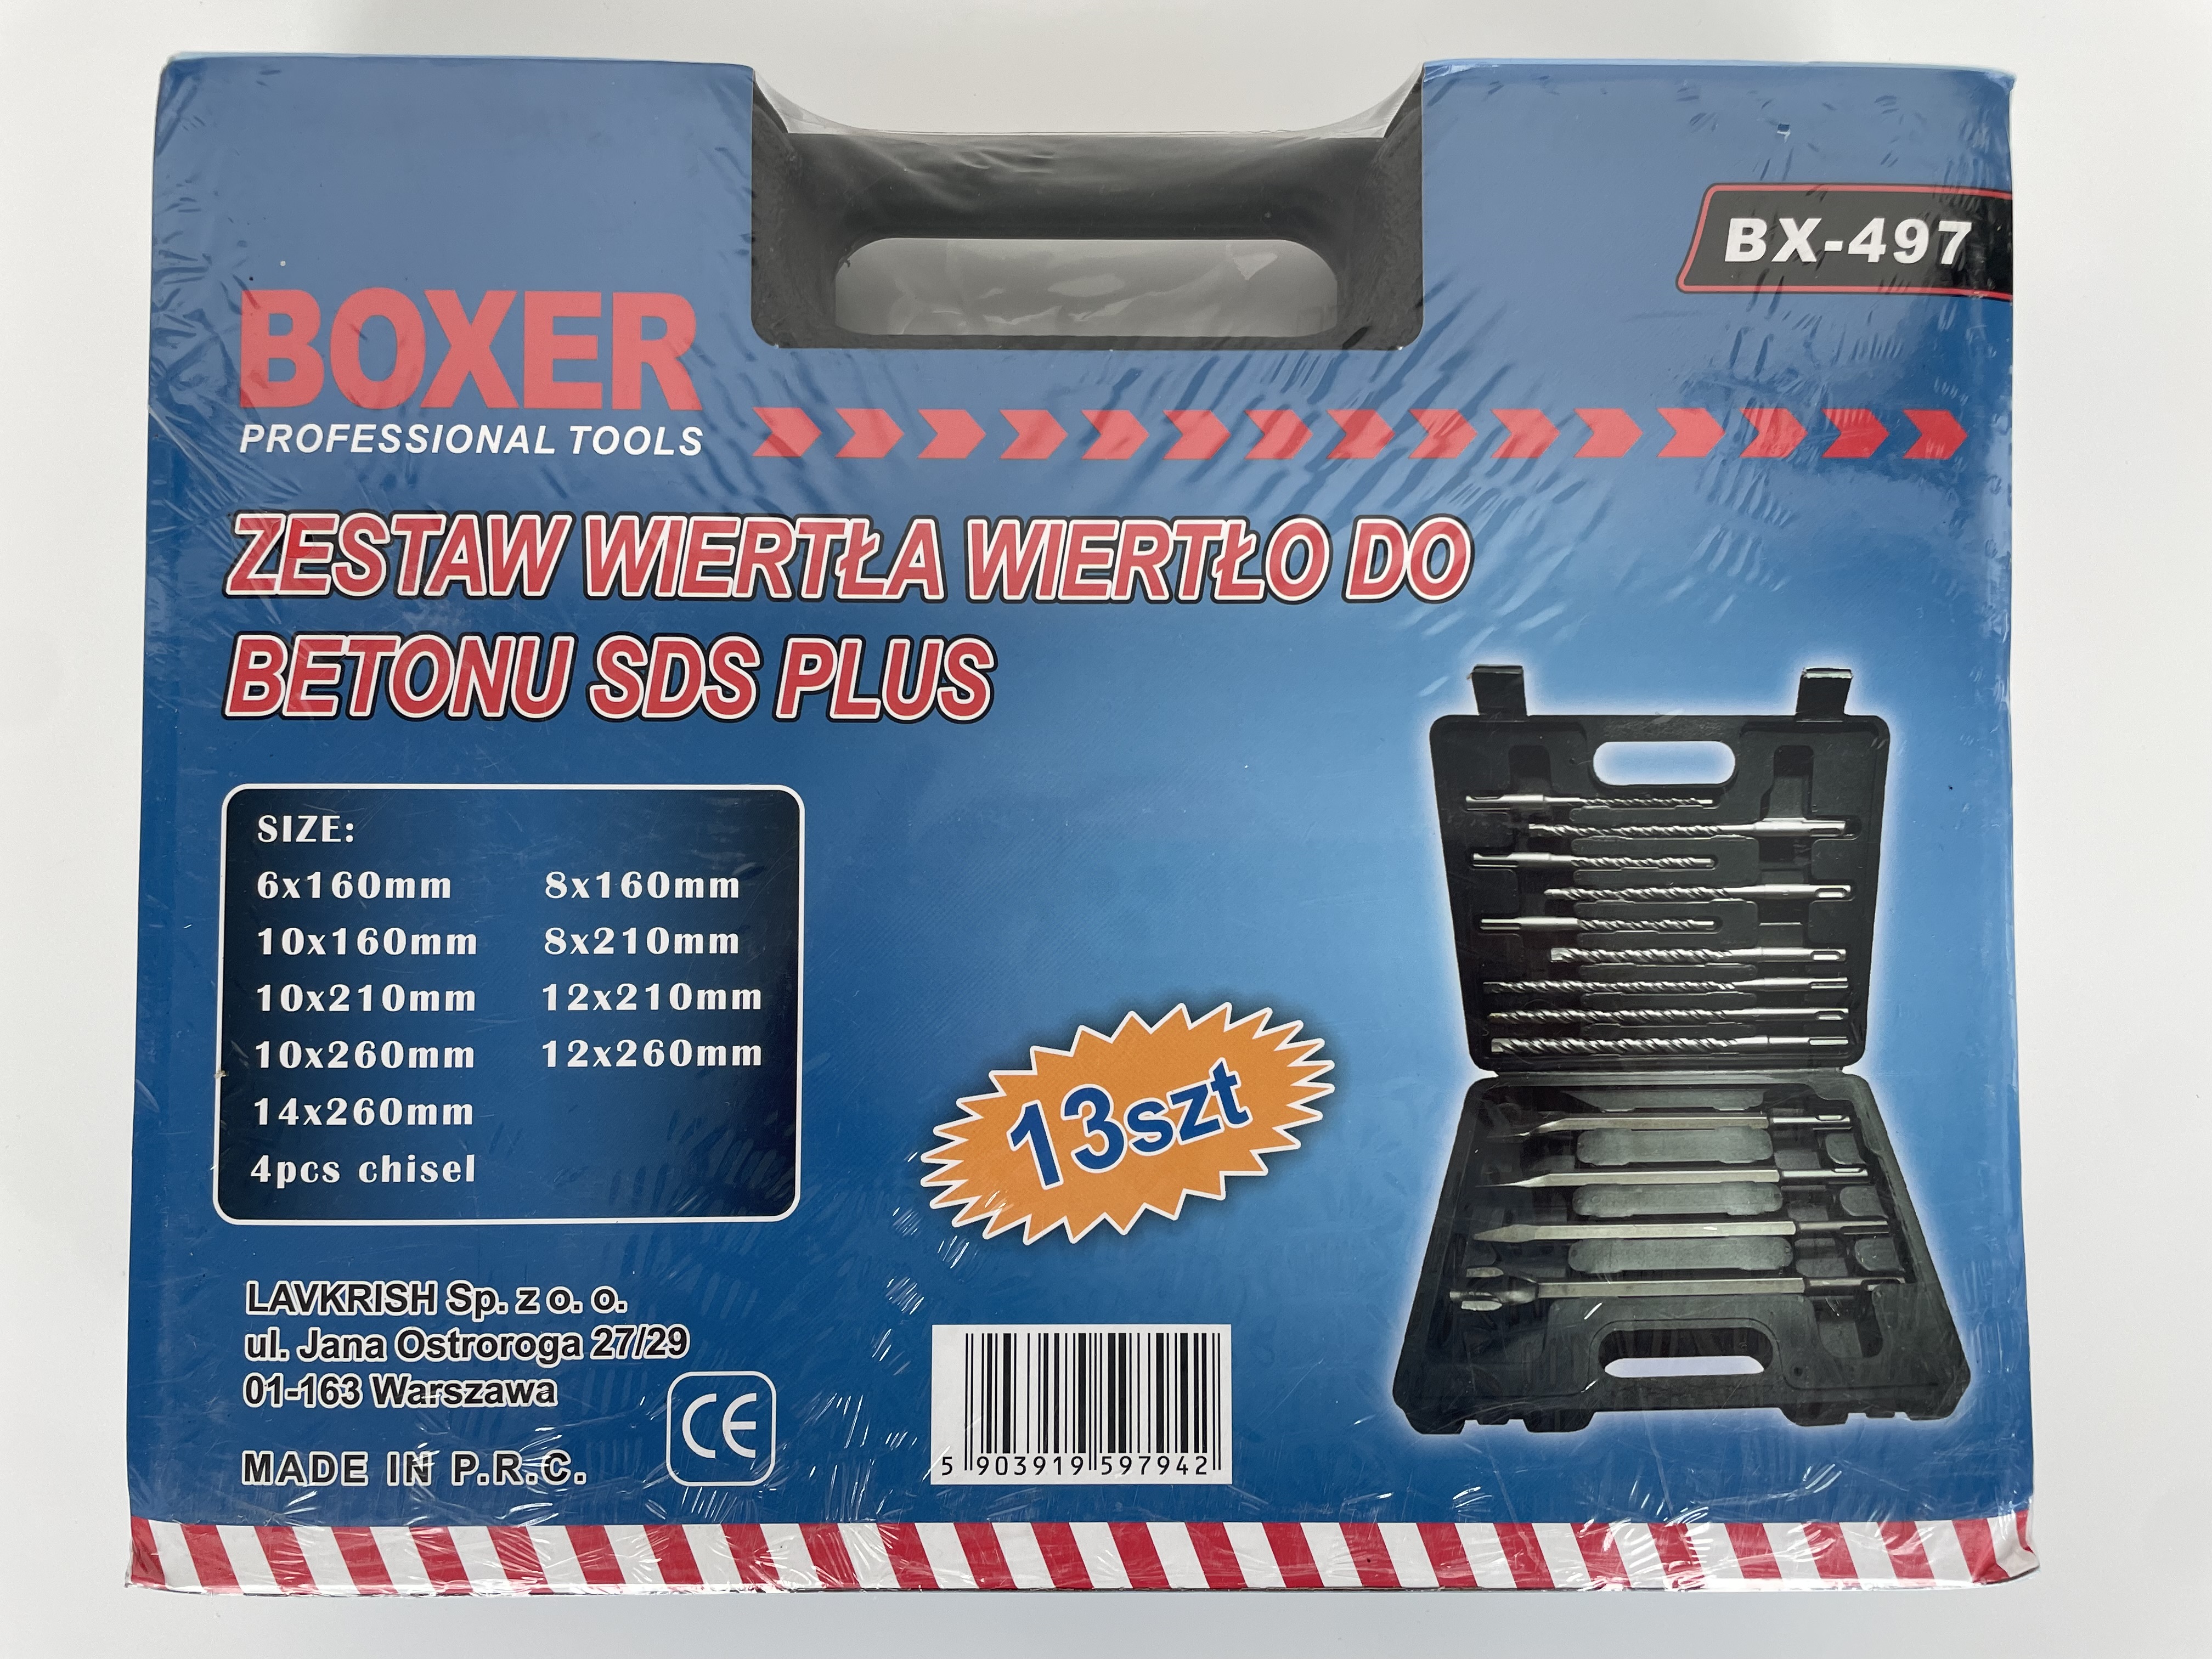 BX-497
BOXER
PROFESSIONAL TOOLS
ZESTAW WIERTŁA WIERTŁO DO
BETONU SDS PLUS
SIZE:
6x160mm 8x160mm
10x160mm 8x210mm
10x210mm 12x210mm
10x260mm 12x260mm
14x260mm
4pcs chisel
13szt
LAVKRISH Sp. z o. o.
ul. Jana Ostroroga 27/29
01-163 Warszawa
MADE IN P.R.C.
CE
5 903919 597942